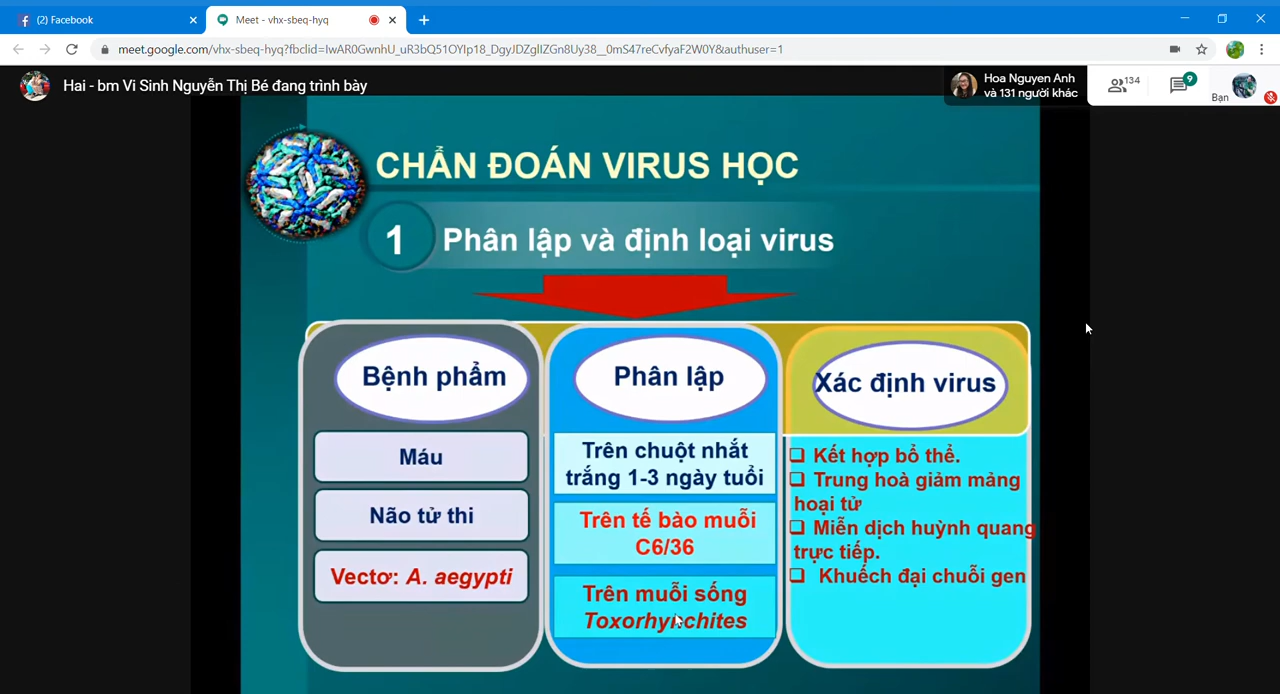 (2) Facebook
Meet - vhx-sbeq-hyq
meet.google.com/vhx-sbeq-hyq?fbclid=IwAR0GwnhU_uR3bQ51OYIp18_DgyJDZglIZGn8Uy38__0mS47reCvfyaF2W0Y&authuser=1
Hai - bm Vi Sinh Nguyễn Thị Bé đang trình bày
Hoa Nguyen Anh
và 131 người khác
134
9
Bạn
CHẨN ĐOÁN VIRUS HỌC
1
Phân lập và định loại virus
Bệnh phẩm
Máu
Não tử thi
Vectơ: A. aegypti
Phân lập
Trên chuột nhắt
trắng 1-3 ngày tuổi
Trên tế bào muỗi
C6/36
Trên muỗi sống
Toxorhynchites
Xác định virus
❑ Kết hợp bổ thể.
❑ Trung hoà giảm mảng
hoại tử
❑ Miễn dịch huỳnh quang
trực tiếp.
❑ Khuếch đại chuỗi gen